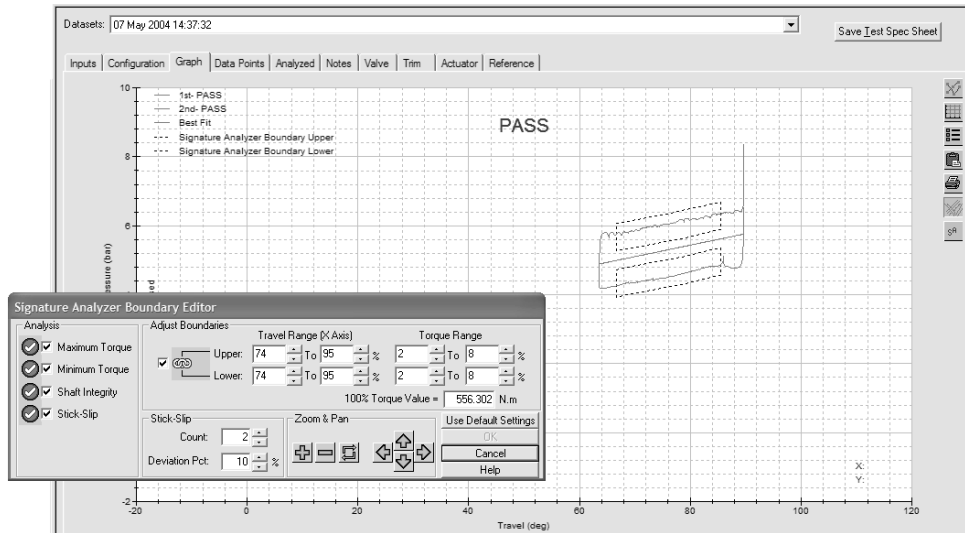 Datasets: 07 May 2004 14:37:32
Save Test Spec Sheet
Inputs Configuration Graph Data Points Analyzed Notes Valve Trim Actuator Reference
10
1st- PASS
2nd- PASS
Best Fit
Signature Analyzer Boundary Upper
Signature Analyzer Boundary Lower
PASS
8
6
(bar)
Signature Analyzer Boundary Editor
Analysis
Maximum Torque
Minimum Torque
Shaft Integrity
Stick-Slip
Adjust Boundaries
Travel Range (X Axis) Torque Range
Upper: 74 To 95 % 2 To 8 %
Lower: 74 To 95 % 2 To 8 %
100% Torque Value = 556.302 N.m
Stick-Slip
Count: 2
Deviation Pct: 10 %
Zoom & Pan
Use Default Settings
OK
Cancel
Help
X:
Y:
-2
-20 0 20 40 60 80 100 120
Travel (deg)